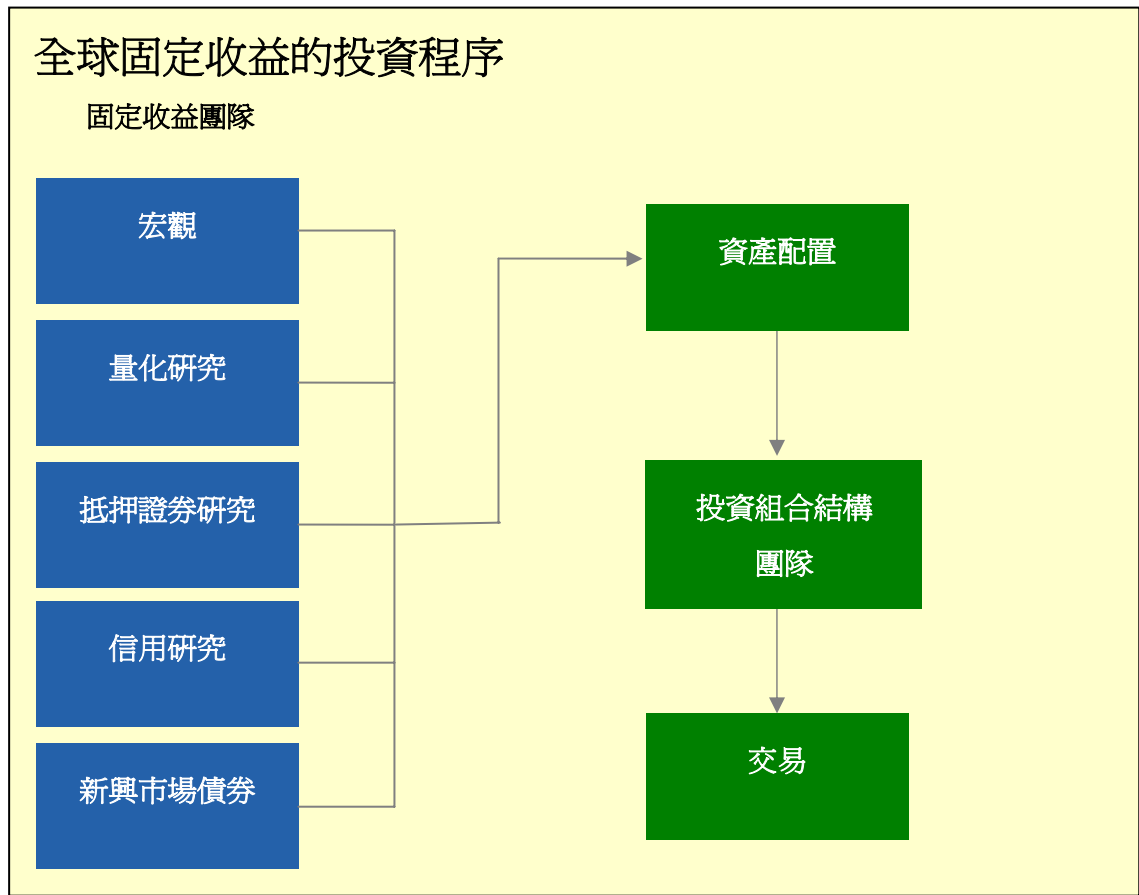 全球固定收益的投資程序
固定收益團隊
宏觀
量化研究
抵押證券研究
信用研究
新興市場債券
資產配置
投資組合結構
團隊
交易